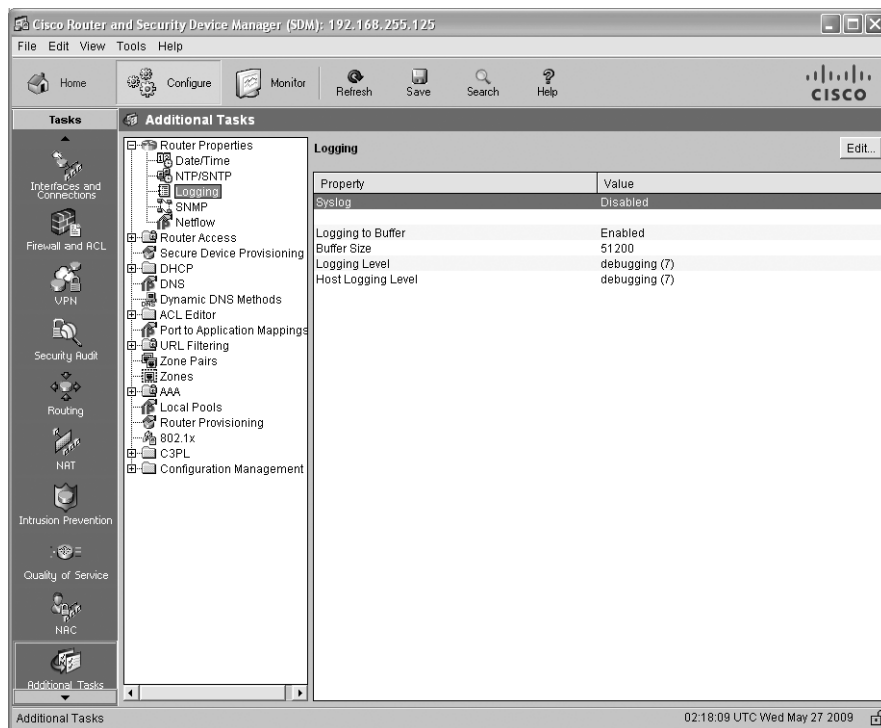 Cisco Router and Security Device Manager (SDM): 192.168.255.125
File Edit View Tools Help
Home
Configure
Monitor
Refresh
Save
Search
Help
CISCO
Tasks
Interfaces and
Connections
Firewall and ACL
VPN
Security Audit
Routing
NAT
Intrusion Prevention
Quality of Service
NAC
Additional Tasks
Additional Tasks
Router Properties
Date/Time
NTP/SNTP
Logging
SNMP
Netflow
Router Access
Secure Device Provisioning
DHCP
DNS
Dynamic DNS Methods
ACL Editor
Port to Application Mappings
URL Filtering
Zone Pairs
Zones
AAA
Local Pools
Router Provisioning
802.1x
C3PL
Configuration Management
Logging
Edit...
Property Value
Syslog Disabled
Logging to Buffer Enabled
Buffer Size 51200
Logging Level debugging (7)
Host Logging Level debugging (7)
Additional Tasks
02:18:09 UTC Wed May 27 2009